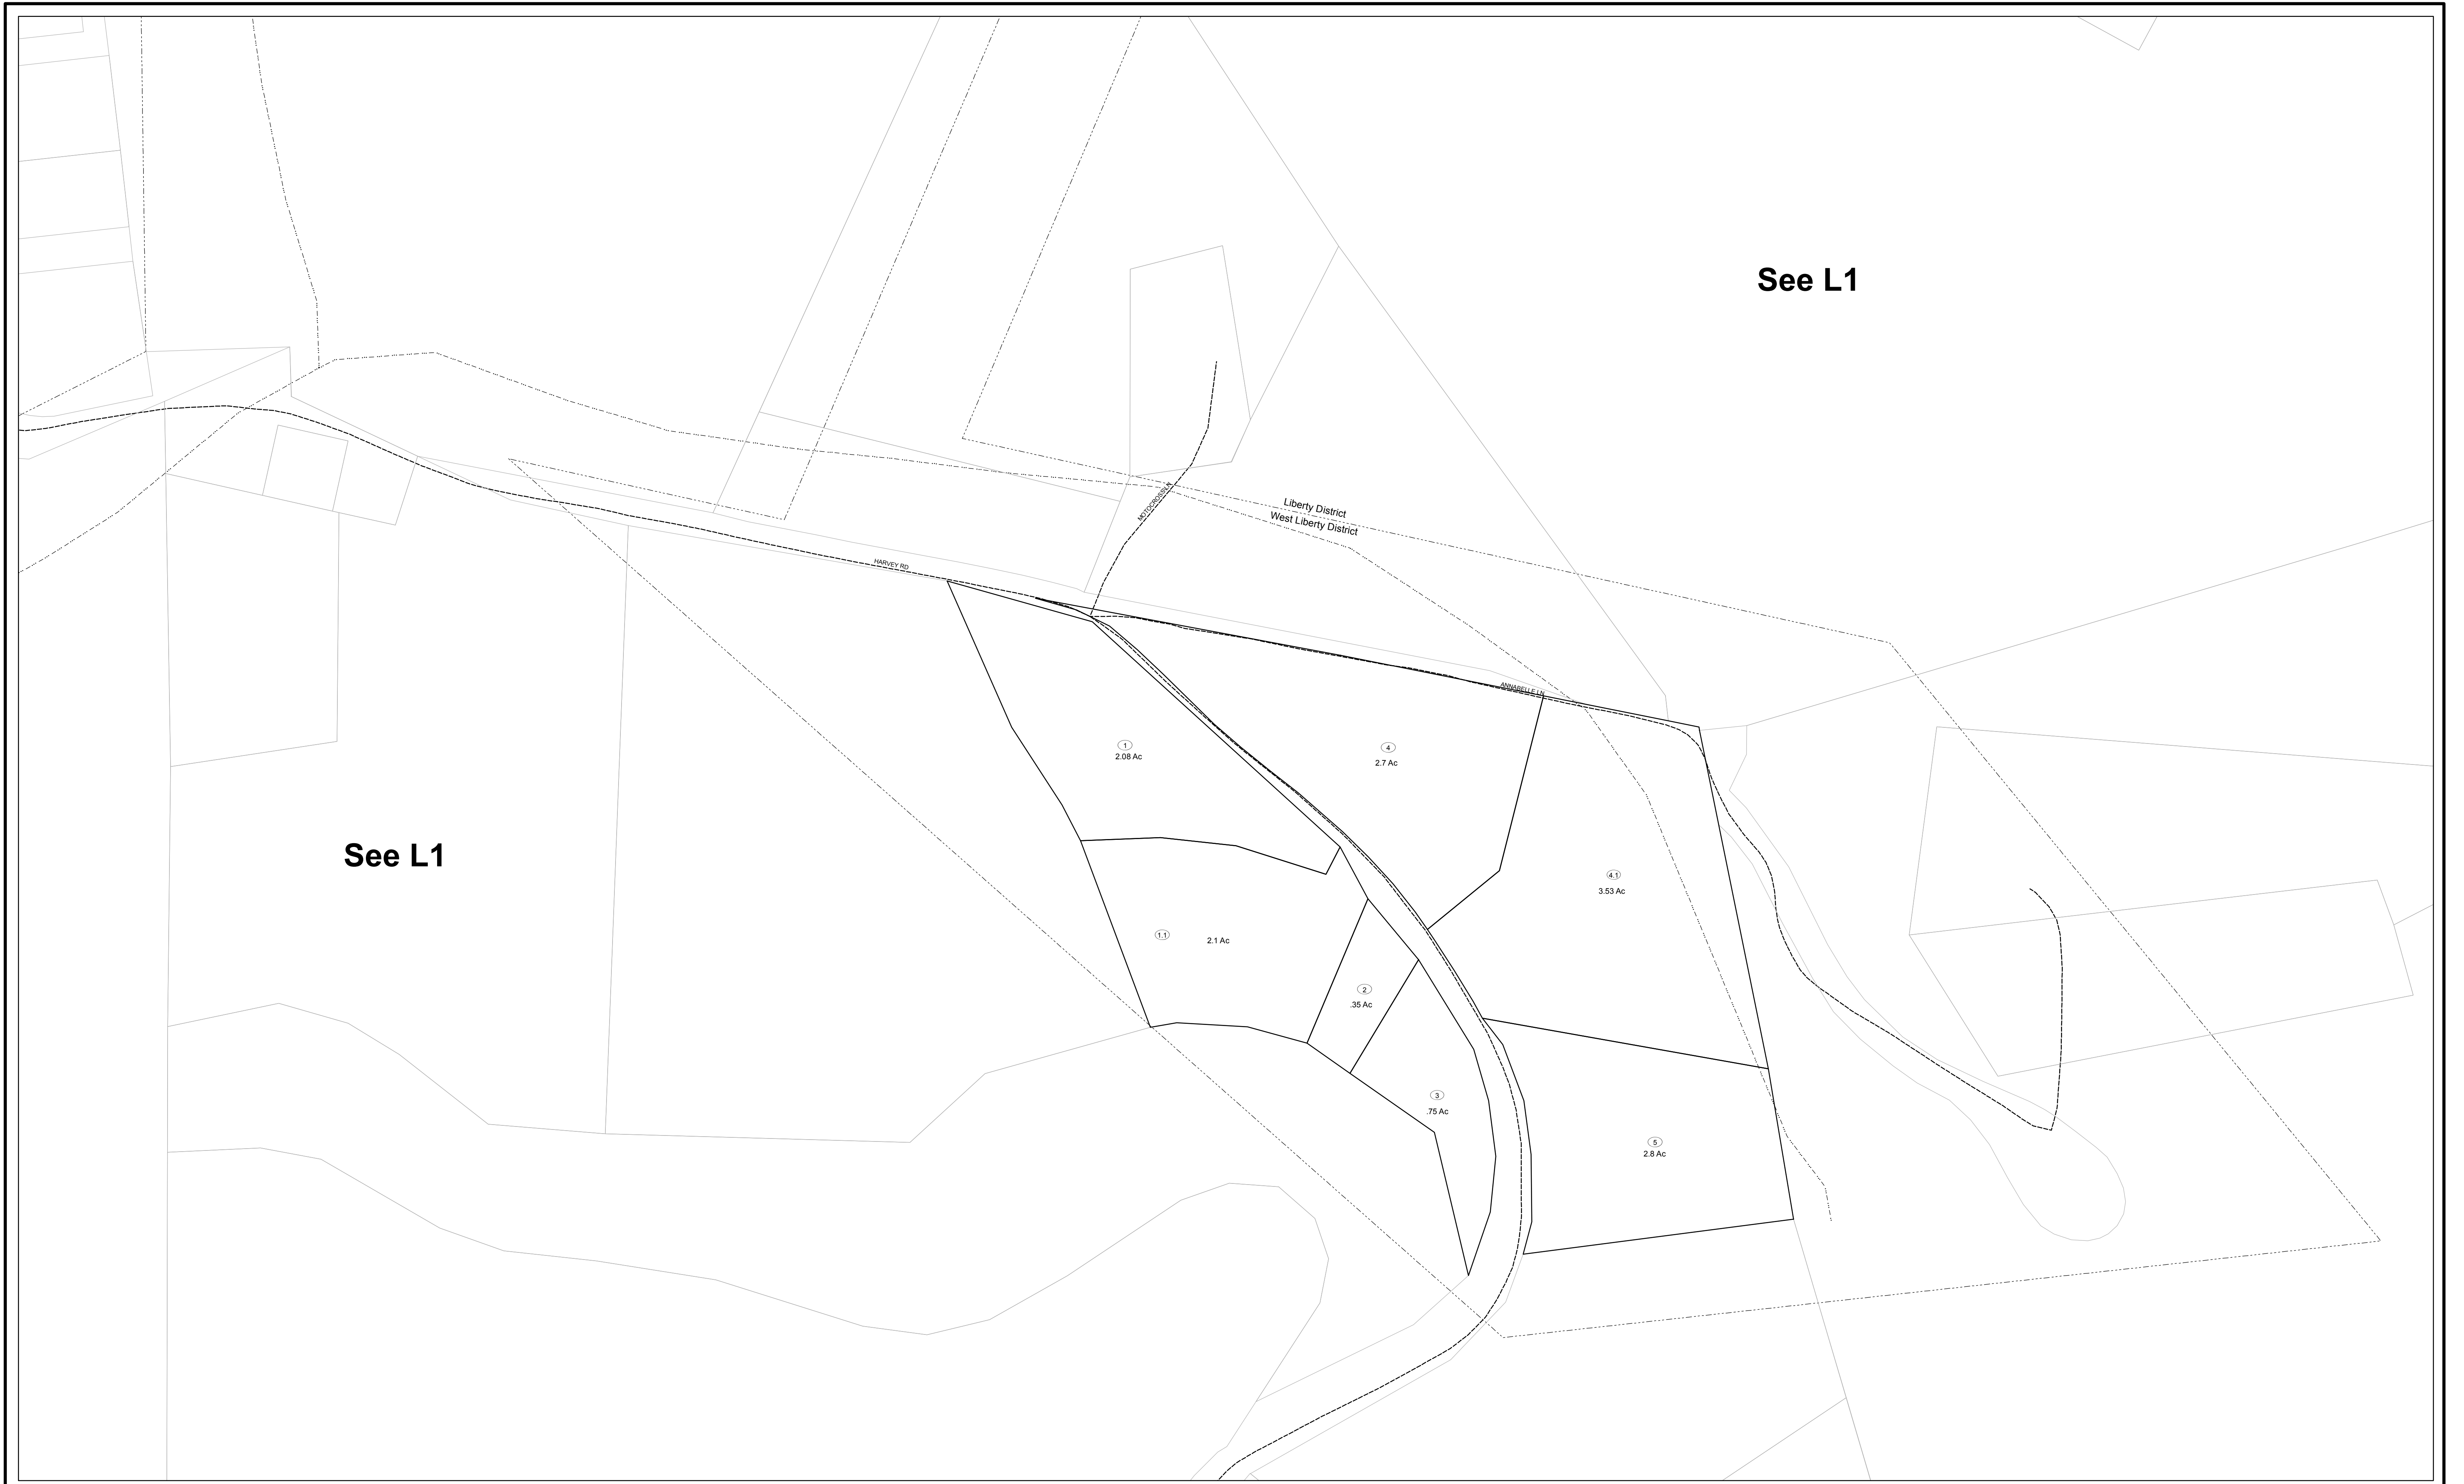 See L1
Liberty District
West Liberty District
MOTOCROSS LN
HARVEY RD
ANNABELLE LN
1
2.08 Ac
4
2.7 Ac
See L1
4.1
3.53 Ac
1.1
2.1 Ac
2
.35 Ac
3
.75 Ac
5
2.8 Ac